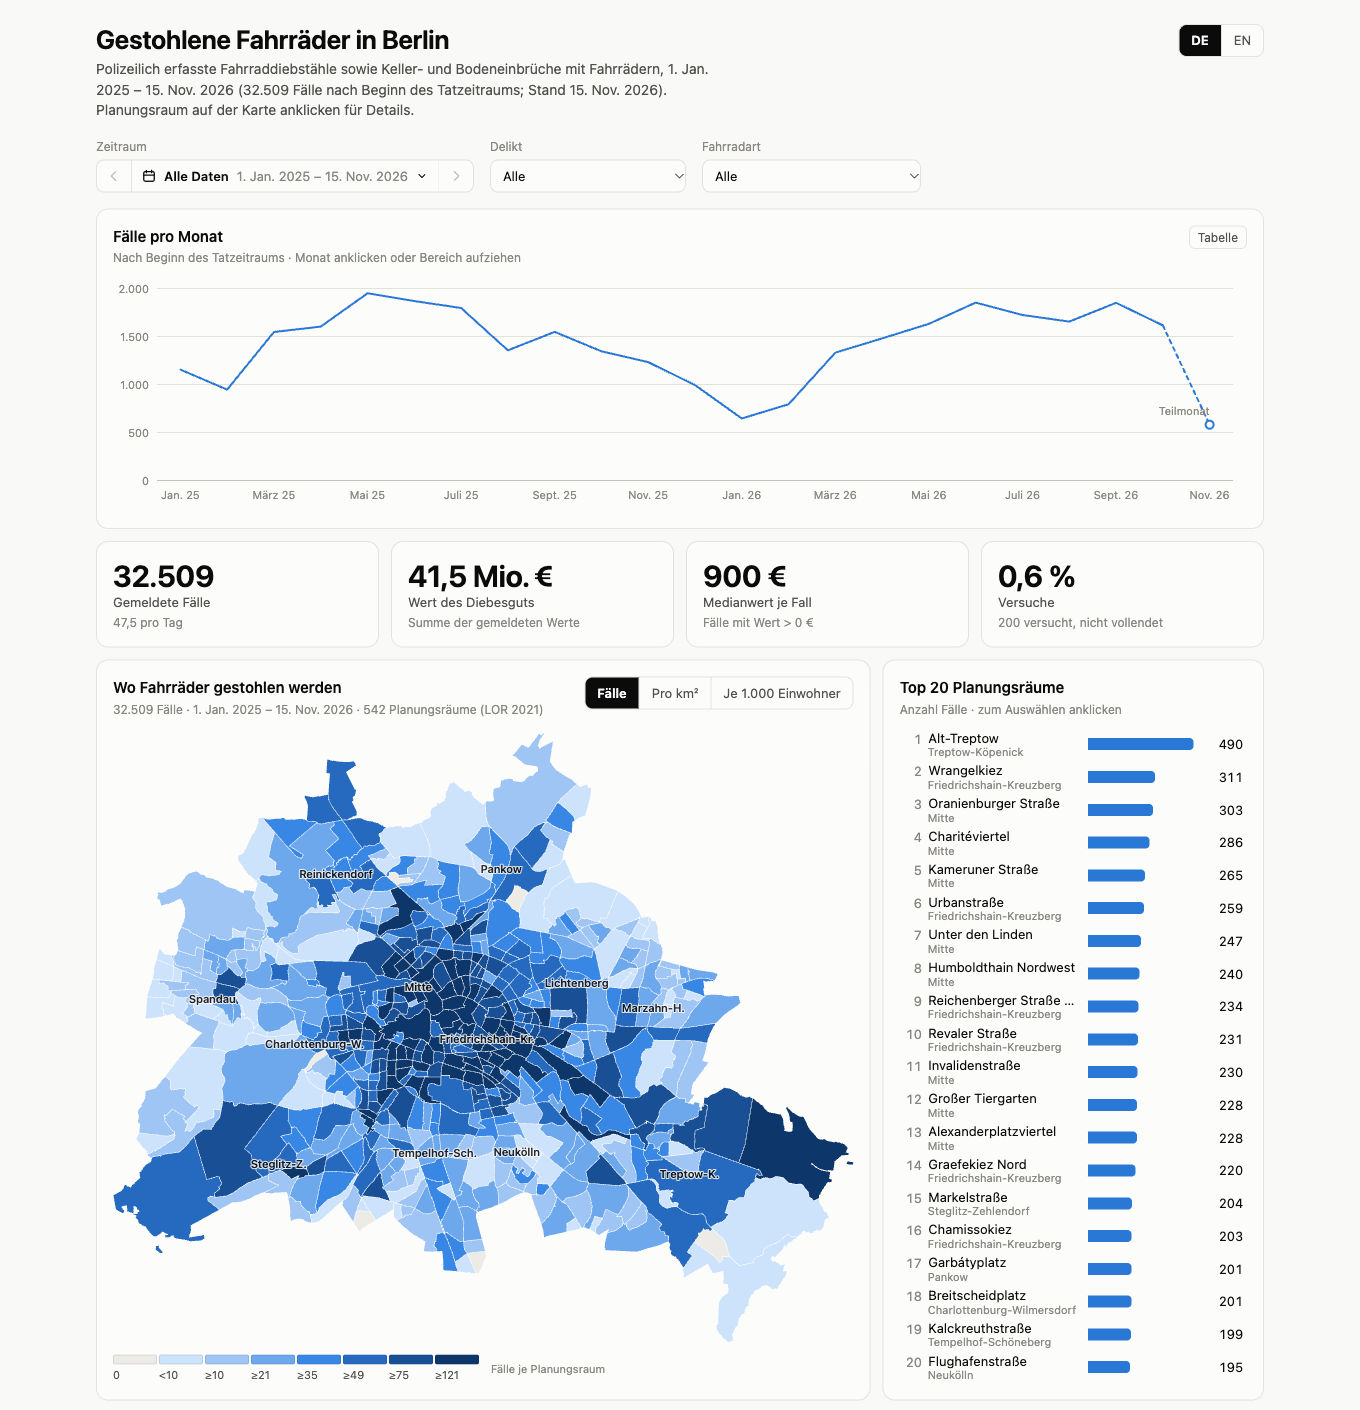 Gestohlene Fahrräder in Berlin
DE EN
Polizeilich erfasste Fahrraddiebstähle sowie Keller- und Bodeneinbrüche mit Fahrrädern, 1. Jan.
2025 – 15. Nov. 2026 (32.509 Fälle nach Beginn des Tatzeitraums; Stand 15. Nov. 2026).
Planungsraum auf der Karte anklicken für Details.
Zeitraum
Alle Daten 1. Jan. 2025 – 15. Nov. 2026
Delikt
Alle
Fahrradart
Alle
Fälle pro Monat
Tabelle
Nach Beginn des Tatzeitraums · Monat anklicken oder Bereich aufziehen
2.000
1.500
1.000
500
0
Teilmonat
Jan. 25 März 25 Mai 25 Juli 25 Sept. 25 Nov. 25 Jan. 26 März 26 Mai 26 Juli 26 Sept. 26 Nov. 26
32.509
Gemeldete Fälle
47,5 pro Tag
41,5 Mio. €
Wert des Diebesguts
Summe der gemeldeten Werte
900 €
Medianwert je Fall
Fälle mit Wert > 0 €
0,6 %
Versuche
200 versucht, nicht vollendet
Wo Fahrräder gestohlen werden
32.509 Fälle · 1. Jan. 2025 – 15. Nov. 2026 · 542 Planungsräume (LOR 2021)
Fälle Pro km² Je 1.000 Einwohner
Reinickendorf
Pankow
Mitte
Lichtenberg
Spandau
Marzahn-H.
Charlottenburg-W.
Friedrichshain-Kr.
Steglitz-Z.
Tempelhof-Sch.
Neukölln
Treptow-K.
0 <10 ≥10 ≥21 ≥35 ≥49 ≥75 ≥121
Fälle je Planungsraum
Top 20 Planungsräume
Anzahl Fälle · zum Auswählen anklicken
1 Alt-Treptow 490
Treptow-Köpenick
2 Wrangelkiez 311
Friedrichshain-Kreuzberg
3 Oranienburger Straße 303
Mitte
4 Charitéviertel 286
Mitte
5 Kameruner Straße 265
Mitte
6 Urbanstraße 259
Friedrichshain-Kreuzberg
7 Unter den Linden 247
Mitte
8 Humboldthain Nordwest 240
Mitte
9 Reichenberger Straße ... 234
Friedrichshain-Kreuzberg
10 Revaler Straße 231
Friedrichshain-Kreuzberg
11 Invalidenstraße 230
Mitte
12 Großer Tiergarten 228
Mitte
13 Alexanderplatzviertel 228
Mitte
14 Graefekiez Nord 220
Friedrichshain-Kreuzberg
15 Markelstraße 204
Steglitz-Zehlendorf
16 Chamissokiez 203
Friedrichshain-Kreuzberg
17 Garbátyplatz 201
Pankow
18 Breitscheidplatz 201
Charlottenburg-Wilmersdorf
19 Kalckreuthstraße 199
Tempelhof-Schöneberg
20 Flughafenstraße 195
Neukölln